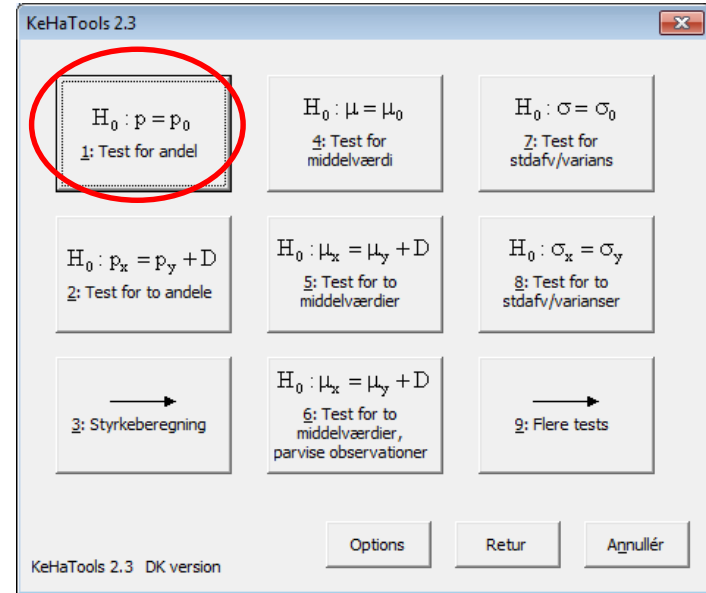 KeHaTools 2.3
H₀ : p = p₀
1: Test for andel
H₀ : μ = μ₀
4: Test for
middelværdi
H₀ : σ = σ₀
7: Test for
stdafv/varians
H₀ : pₓ = pᵧ + D
2: Test for to andele
H₀ : μₓ = μᵧ + D
5: Test for to
middelværdier
H₀ : σₓ = σᵧ
8: Test for to
stdafv/varianser
3: Styrkeberegning
H₀ : μₓ = μᵧ + D
6: Test for to
middelværdier,
parvise observationer
9: Flere tests
Options
Retur
Annullér
KeHaTools 2.3 DK version